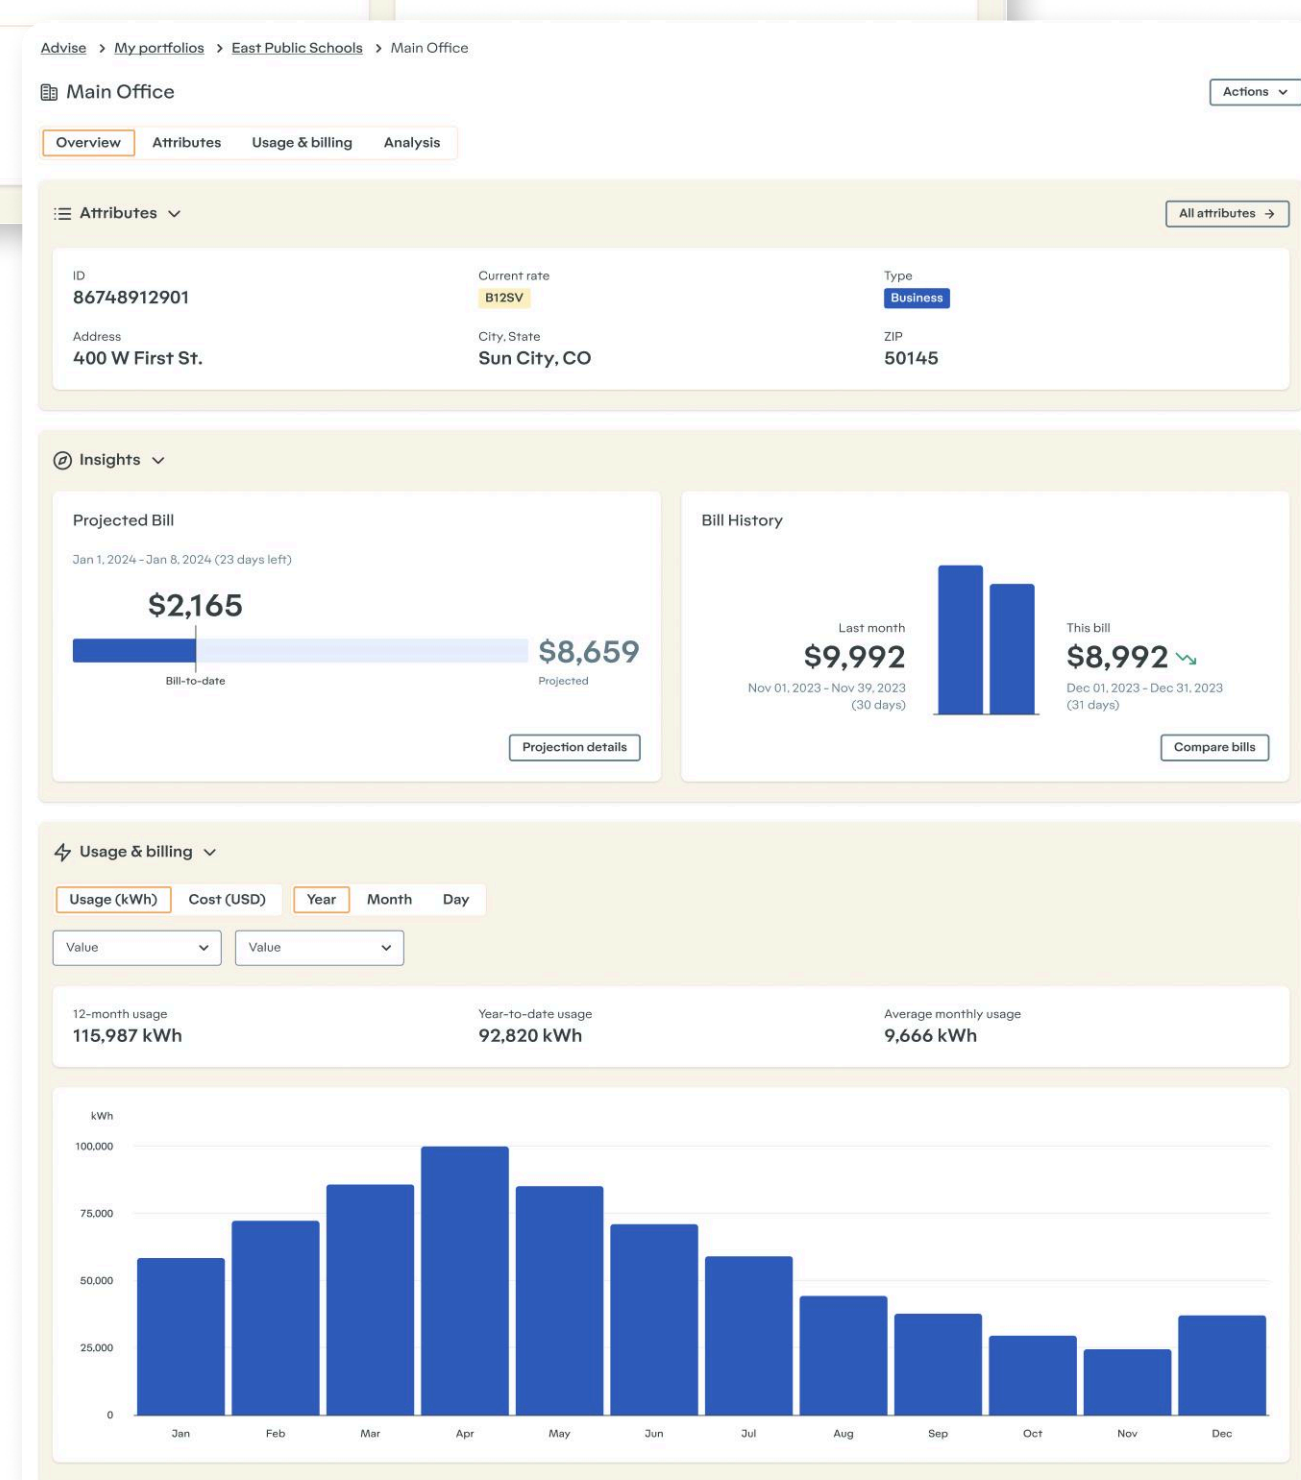 Advise > My portfolios > East Public Schools > Main Office
Main Office
Actions
Overview Attributes Usage & billing Analysis
Attributes
All attributes →
ID
86748912901
Current rate
B12SV
Type
Business
Address
400 W First St.
City, State
Sun City, CO
ZIP
50145
Insights
Projected Bill
Jan 1, 2024 - Jan 8, 2024 (23 days left)
$2,165
$8,659
Bill-to-date
Projected
Projection details
Bill History
Last month
$9,992
Nov 01, 2023 - Nov 39, 2023
(30 days)
This bill
$8,992
Dec 01, 2023 - Dec 31, 2023
(31 days)
Compare bills
Usage & billing
Usage (kWh) Cost (USD) Year Month Day
Value Value
12-month usage
115,987 kWh
Year-to-date usage
92,820 kWh
Average monthly usage
9,666 kWh
kWh
100,000
75,000
50,000
25,000
0
Jan Feb Mar Apr May Jun Jul Aug Sep Oct Nov Dec